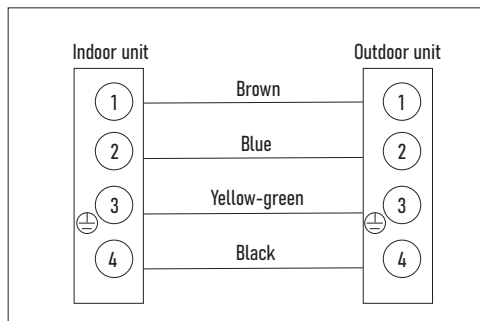 Indoor unit Outdoor unit
1 Brown 1
2 Blue 2
3 Yellow-green 3
4 Black 4